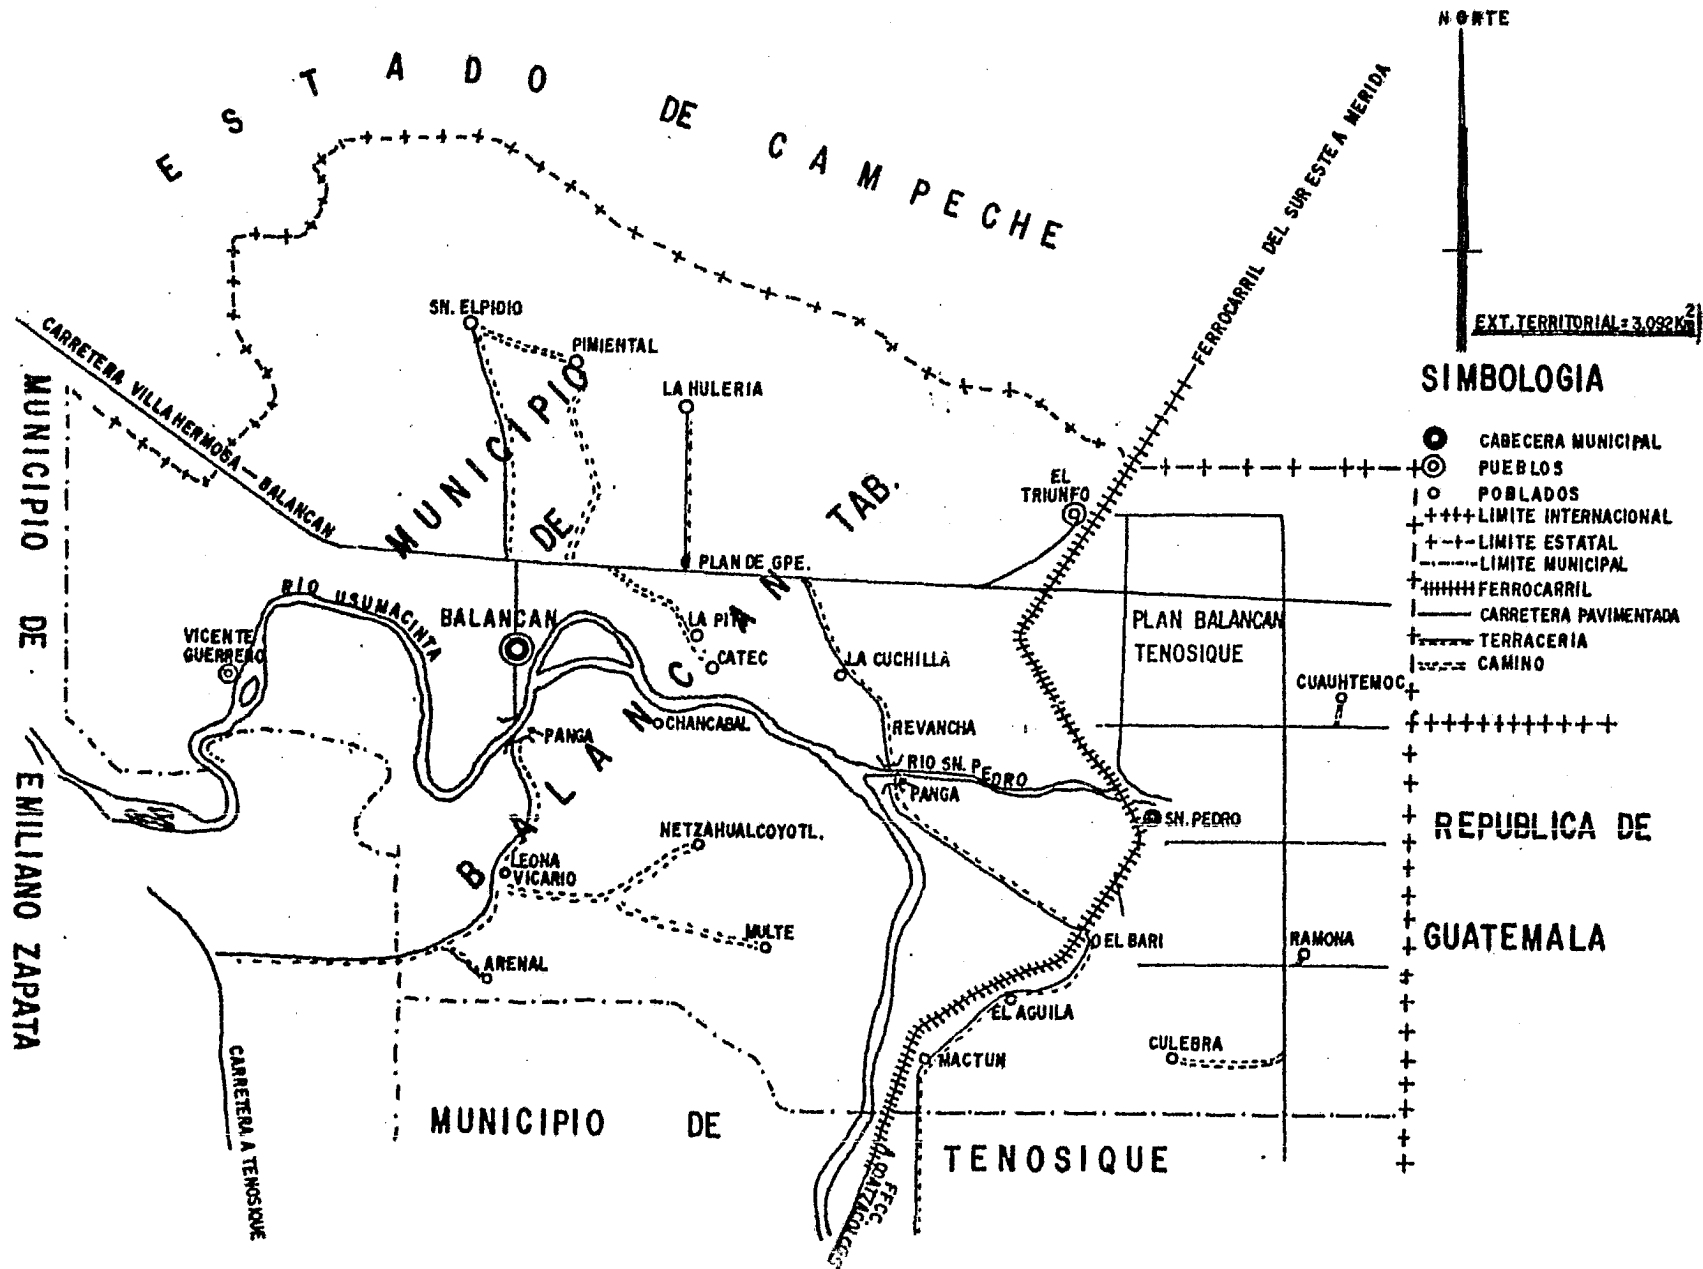 NORTE
ESTADO DE CAMPECHE
FERROCARRIL DEL SUR ESTE A MERIDA
EXT. TERRITORIAL = 3.092 Km2
SIMBOLOGIA
CABECERA MUNICIPAL
PUEBLOS
POBLADOS
LIMITE INTERNACIONAL
LIMITE ESTATAL
LIMITE MUNICIPAL
FERROCARRIL
CARRETERA PAVIMENTADA
TERRACERIA
CAMINO
CARRETERA VILLAHERMOSA - BALANCAN
SN. ELPIDIO
PIMIENTAL
LA HULERIA
MUNICIPIO
DE
BALANCAN
TAB.
EL
TRIUNFO
PLAN DE GPE.
RÍO USUMACINTA
BALANCAN
LA PITA
CATEC
VICENTE
GUERRERO
PLAN BALANCAN
TENOSIQUE
LA CUCHILLA
CUAUHTEMOC
CHANCABAL
REVANCHA
PANGA
RIO SN. PEDRO
PANGA
SN. PEDRO
NETZAHUALCOYOTL.
LEONA
VICARIO
MULTE
ARENAL
EL BARI
RAMONA
EL AGUILA
MACTUN
CULEBRA
REPUBLICA DE
GUATEMALA
MUNICIPIO DE EMILIANO ZAPATA
CARRETERA A TENOSIQUE
MUNICIPIO DE
TENOSIQUE
FFCC.
A COATZACOLCOS